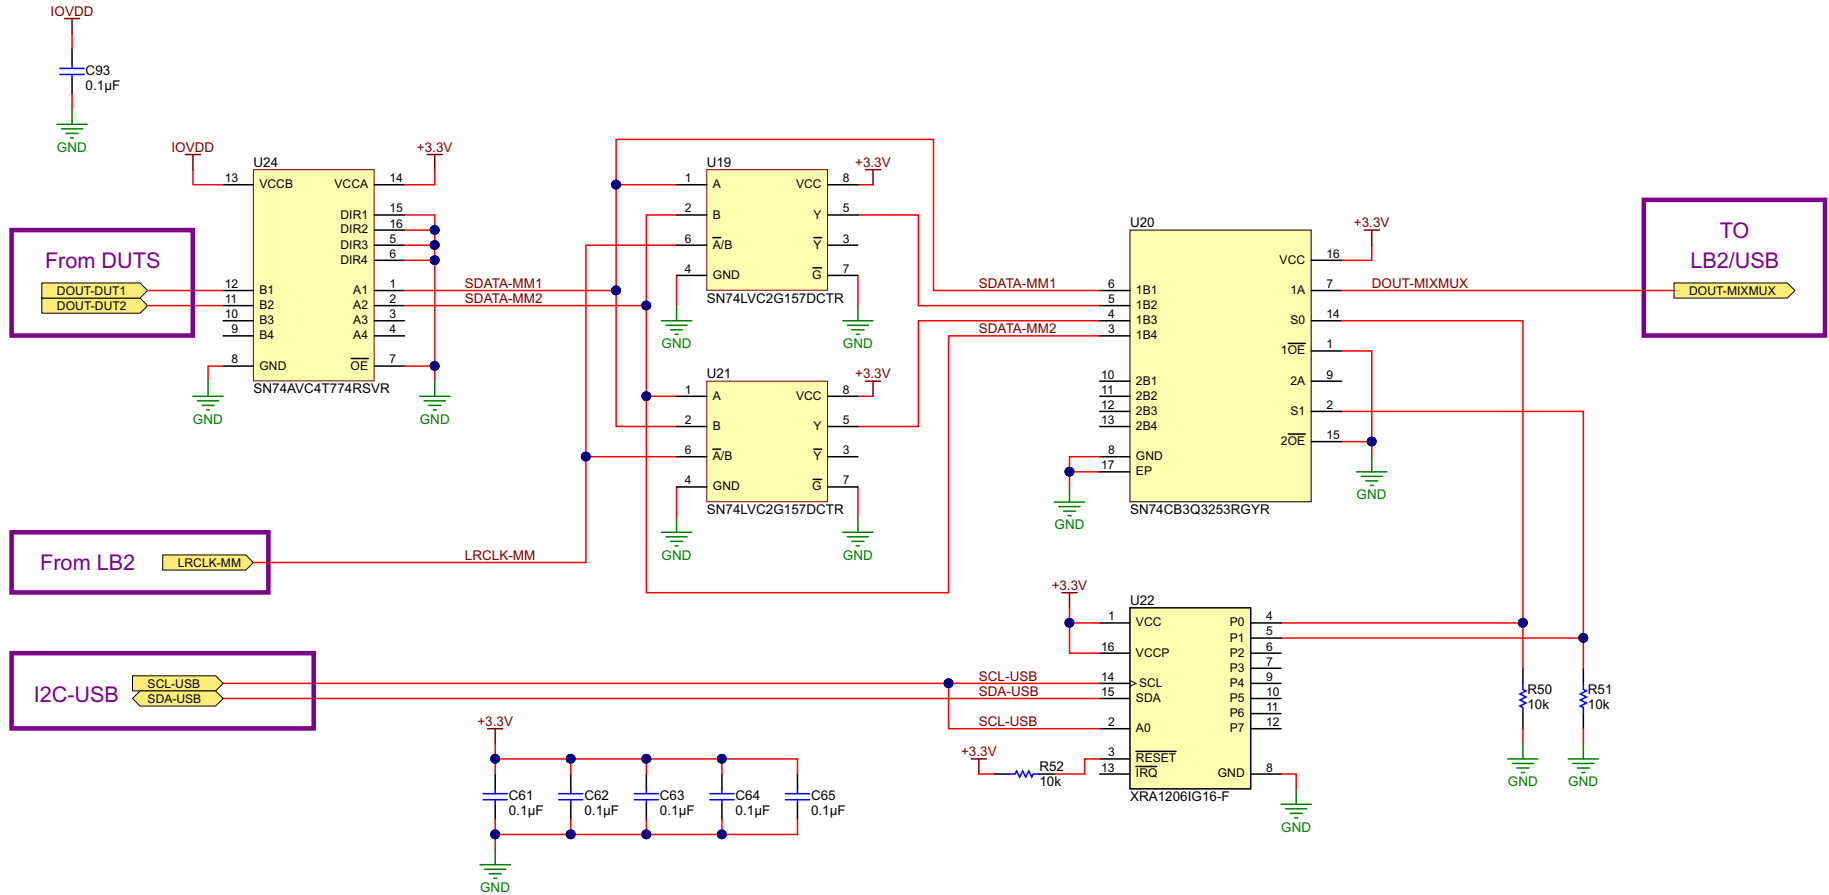 IOVDD
C93
0.1µF
GND
IOVDD
U24
+3.3V
13
VCCB
VCCA
14
DIR1
15
DIR2
16
DIR3
5
DIR4
6
From DUTS
DOUT-DUT1
DOUT-DUT2
12
B1
A1
1
11
B2
A2
2
10
B3
A3
3
9
B4
A4
4
8
GND
OE
7
SN74AVC4T774RSVR
GND
GND
SDATA-MM1
SDATA-MM2
U19
+3.3V
1
A
VCC
8
2
B
Y
5
6
A/B
Y
3
4
GND
G
7
SN74LVC2G157DCTR
GND
GND
U21
+3.3V
1
A
VCC
8
2
B
Y
5
6
A/B
Y
3
4
GND
G
7
SN74LVC2G157DCTR
GND
GND
SDATA-MM1
SDATA-MM2
U20
+3.3V
VCC
16
6
1B1
1A
7
5
1B2
4
1B3
S0
14
3
1B4
1OE
1
10
2B1
2A
9
11
2B2
12
2B3
S1
2
13
2B4
2OE
15
8
GND
17
EP
SN74CB3Q3253RGYR
GND
GND
DOUT-MIXMUX
TO
LB2/USB
DOUT-MIXMUX
From LB2
LRCLK-MM
LRCLK-MM
I2C-USB
SCL-USB
SDA-USB
+3.3V
U22
1
VCC
P0
4
P1
5
16
VCCP
P2
6
P3
7
SCL-USB
14
SCL
P4
9
SDA-USB
15
SDA
P5
10
P6
11
SCL-USB
2
A0
P7
12
+3.3V
R52
10k
3
RESET
13
IRQ
GND
8
XRA1206IG16-F
GND
R50
10k
R51
10k
GND
GND
+3.3V
C61
0.1µF
C62
0.1µF
C63
0.1µF
C64
0.1µF
C65
0.1µF
GND